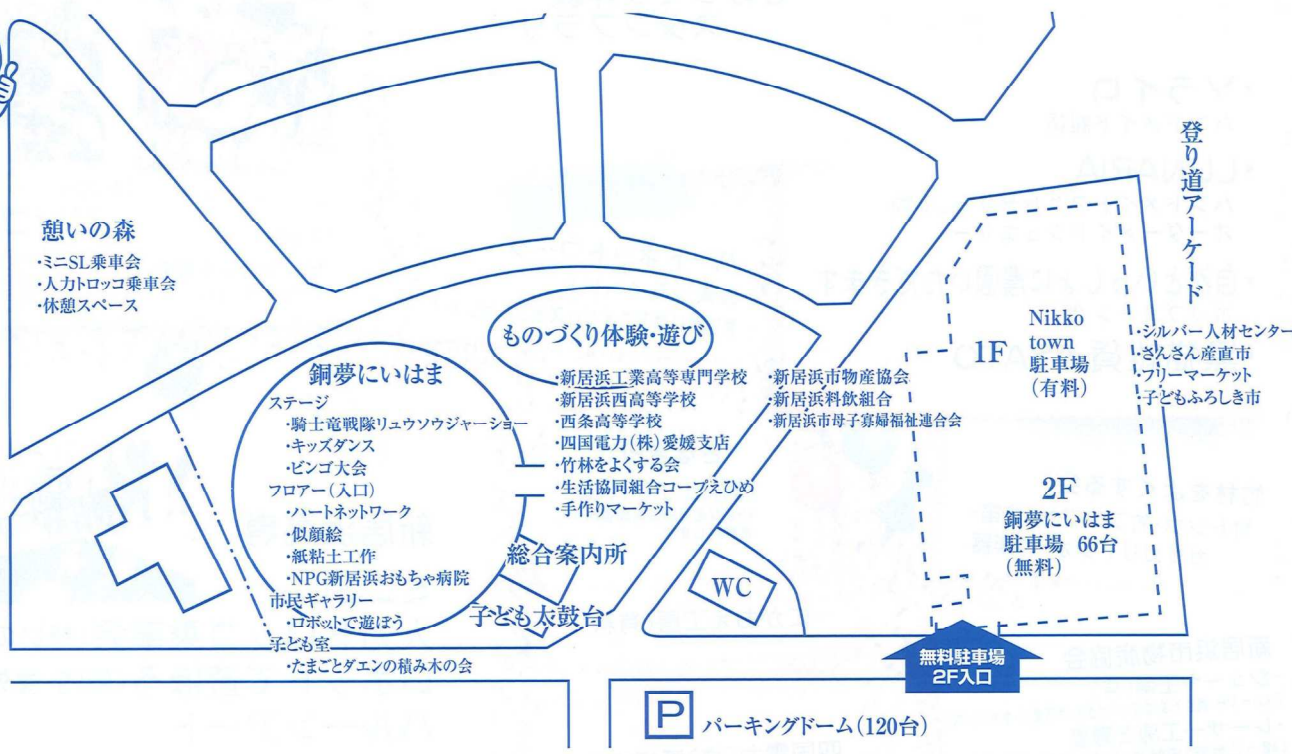 憩いの森
・ミニSL乗車会
・人力トロッコ乗車会
・休憩スペース
銅夢にいはま
ステージ
・騎士竜戦隊リュウソウジャーショー
・キッズダンス
・ビンゴ大会
フロアー(入口)
・ハートネットワーク
・似顔絵
・紙粘土工作
・NPG新居浜おもちゃ病院
市民ギャラリー
・ロボットで遊ぼう
子ども室
・たまごとダエンの積み木の会
ものづくり体験・遊び
・新居浜工業高等専門学校
・新居浜西高等学校
・西条高等学校
・四国電力(株)愛媛支店
・竹林をよくする会
・生活協同組合コープえひめ
・手作りマーケット
・新居浜市物産協会
・新居浜料飲組合
・新居浜市母子寡婦福祉連合会
総合案内所
子ども太鼓台
WC
登り道アーケード
1F
Nikko
town
駐車場
(有料)
・シルバー人材センター
・さんさん産直市
・フリーマーケット
・子どもふろしき市
2F
銅夢にいはま
駐車場 66台
(無料)
無料駐車場
2F入口
P パーキングドーム(120台)